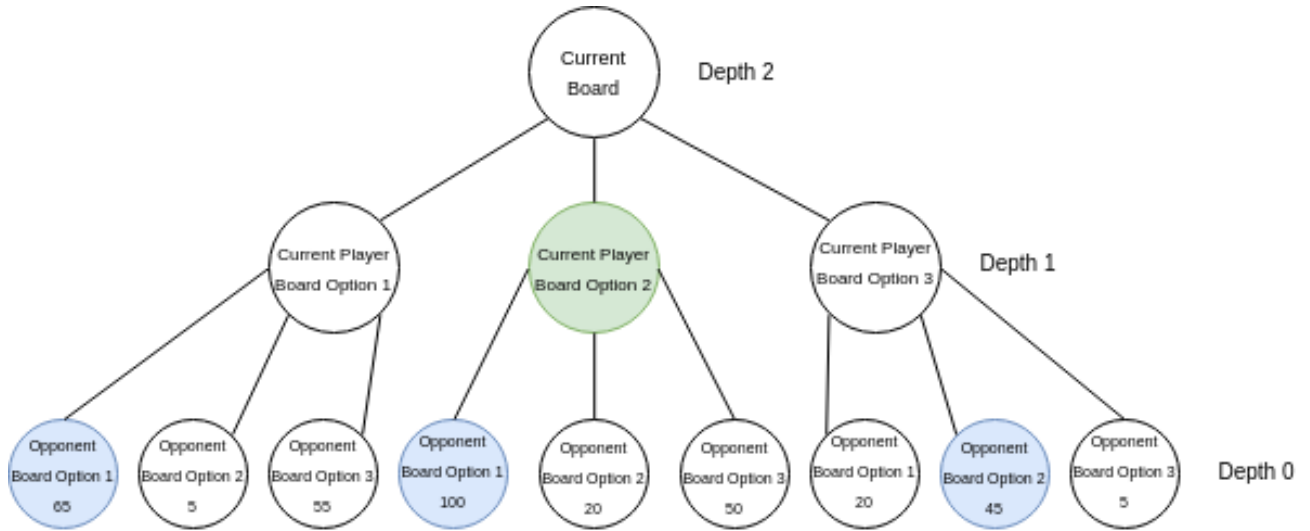 Current
Board
Depth 2
Current Player
Board Option 1
Current Player
Board Option 2
Current Player
Board Option 3
Depth 1
Opponent
Board Option 1
65
Opponent
Board Option 2
5
Opponent
Board Option 3
55
Opponent
Board Option 1
100
Opponent
Board Option 2
20
Opponent
Board Option 3
50
Opponent
Board Option 1
20
Opponent
Board Option 2
45
Opponent
Board Option 3
5
Depth 0